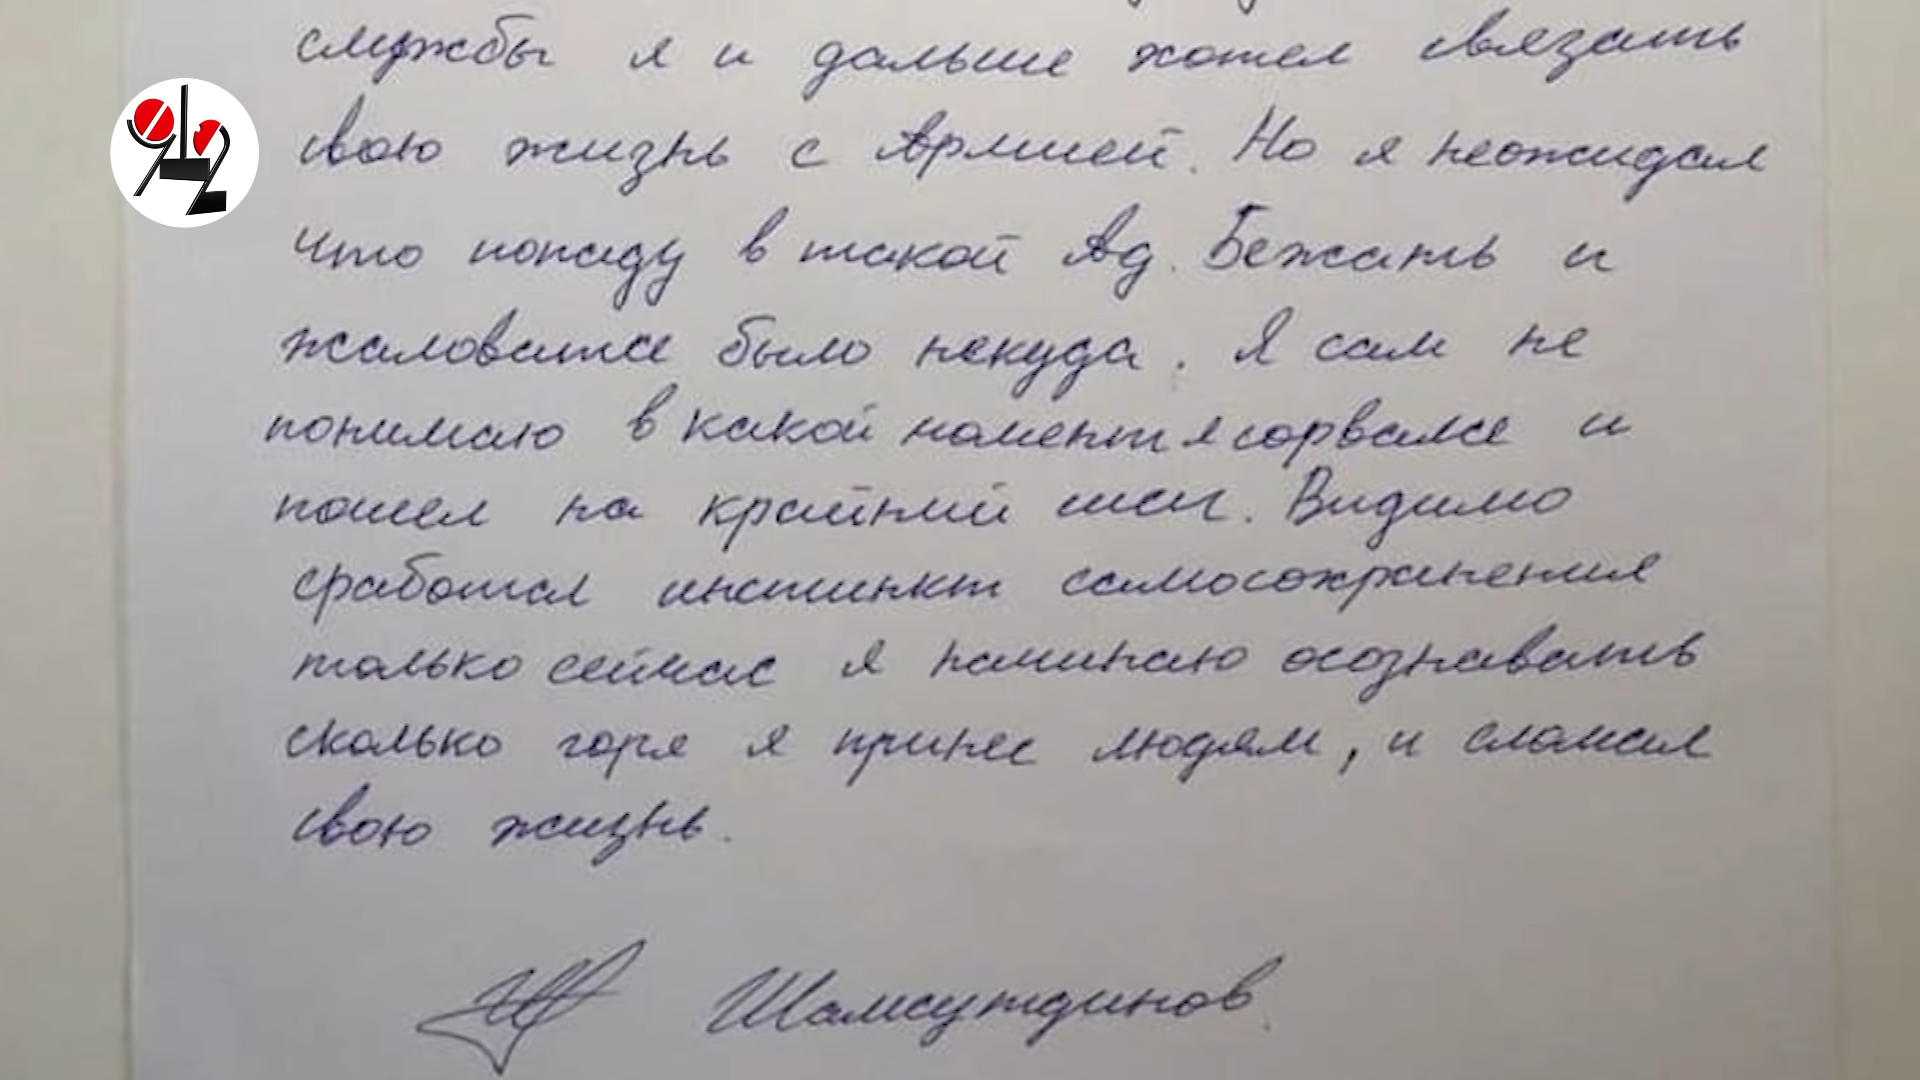 службы я и дальше хотел связать
свою жизнь с Армией. Но я неожидал
что попаду в такой Ад. Бежать и
жаловатся было некуда. Я сам не
понимаю в какой момент я сорвался и
пошел на крайний шаг. Видимо
сработал инстинкт самосохранения
только сейчас я начинаю осознавать
сколько горя я принес людям, и сломал
свою жизнь.
Шамсутдинов